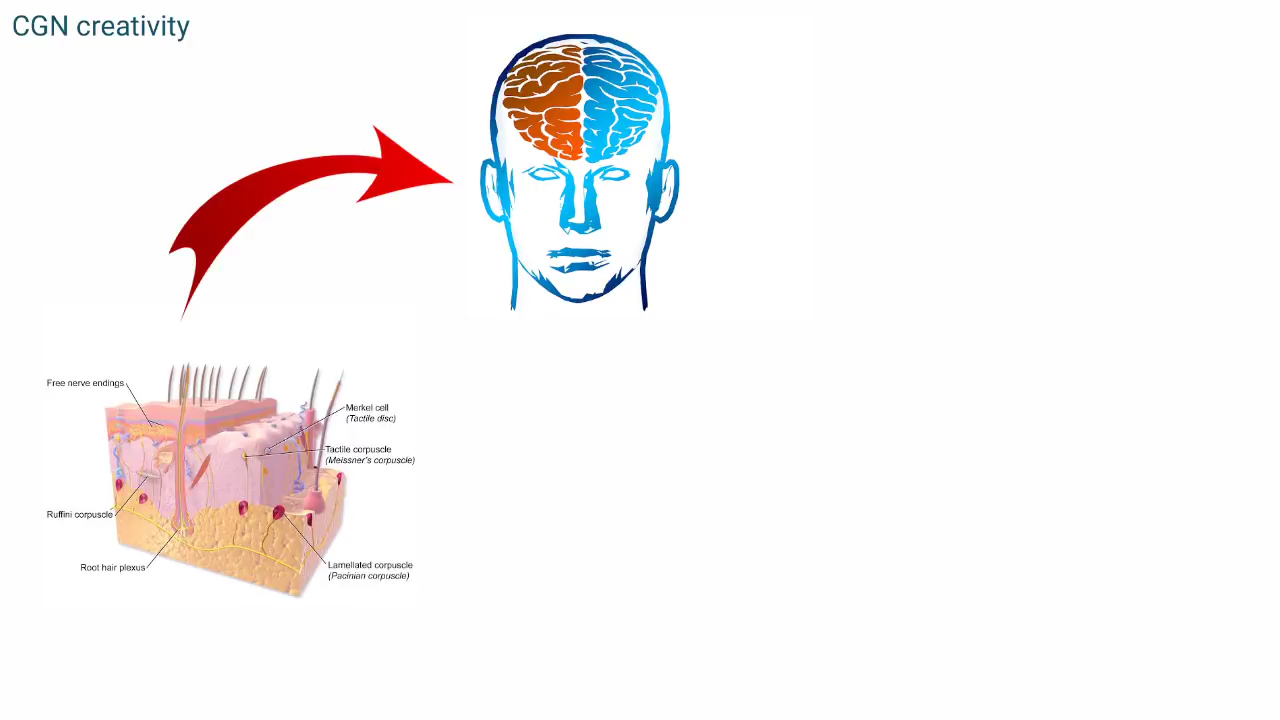 CGN creativity
Free nerve endings
Merkel cell
(Tactile disc)
Tactile corpuscle
(Meissner's corpuscle)
Ruffini corpuscle
Root hair plexus
Lamellated corpuscle
(Pacinian corpuscle)